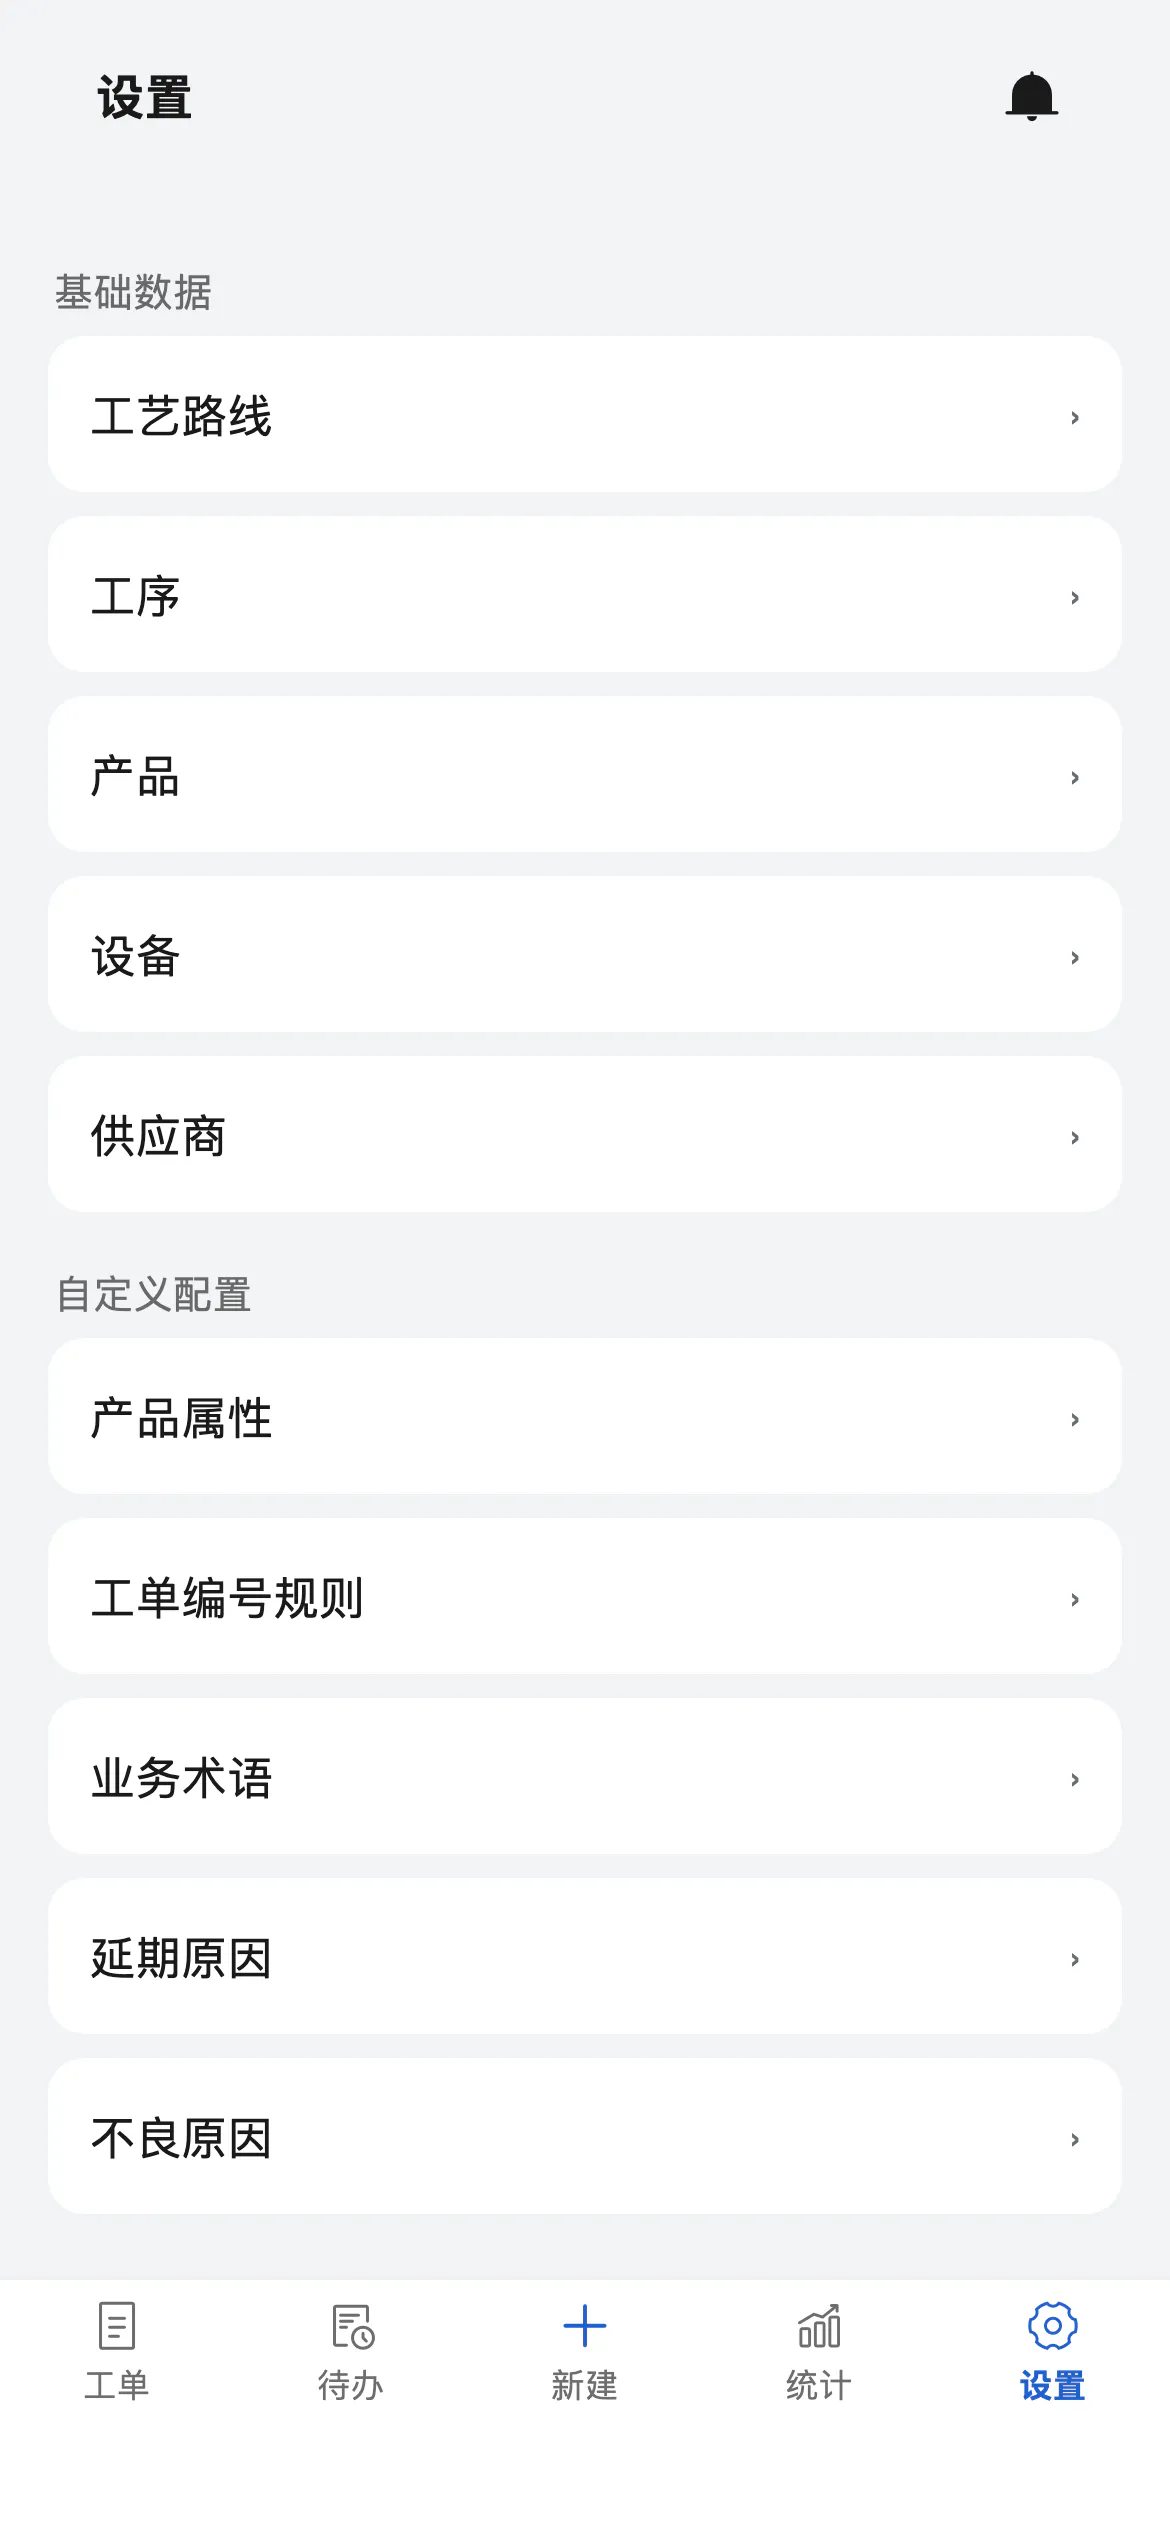 设置
基础数据
工艺路线
工序
产品
设备
供应商
自定义配置
产品属性
工单编号规则
业务术语
延期原因
不良原因
工单
待办
新建
统计
设置